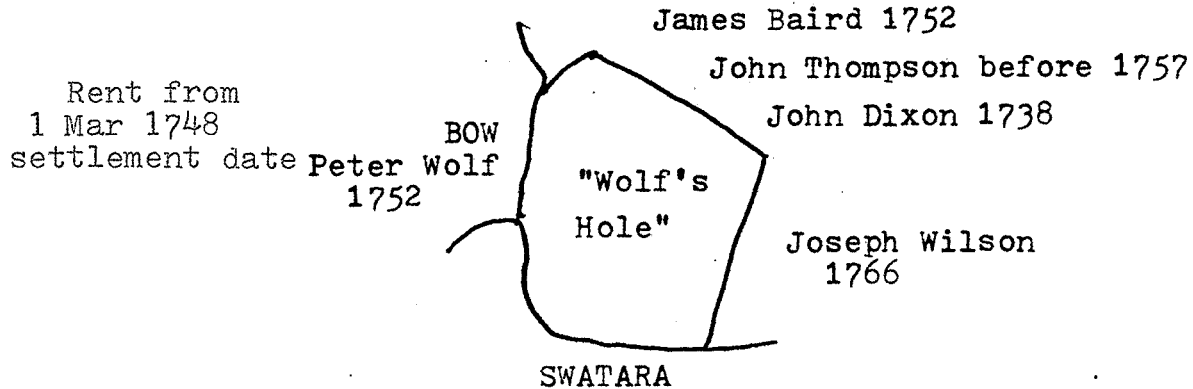 James Baird 1752
John Thompson before 1757
John Dixon 1738
Rent from
1 Mar 1748
settlement date
BOW
Peter Wolf
1752
"Wolf's
Hole"
Joseph Wilson
1766
SWATARA